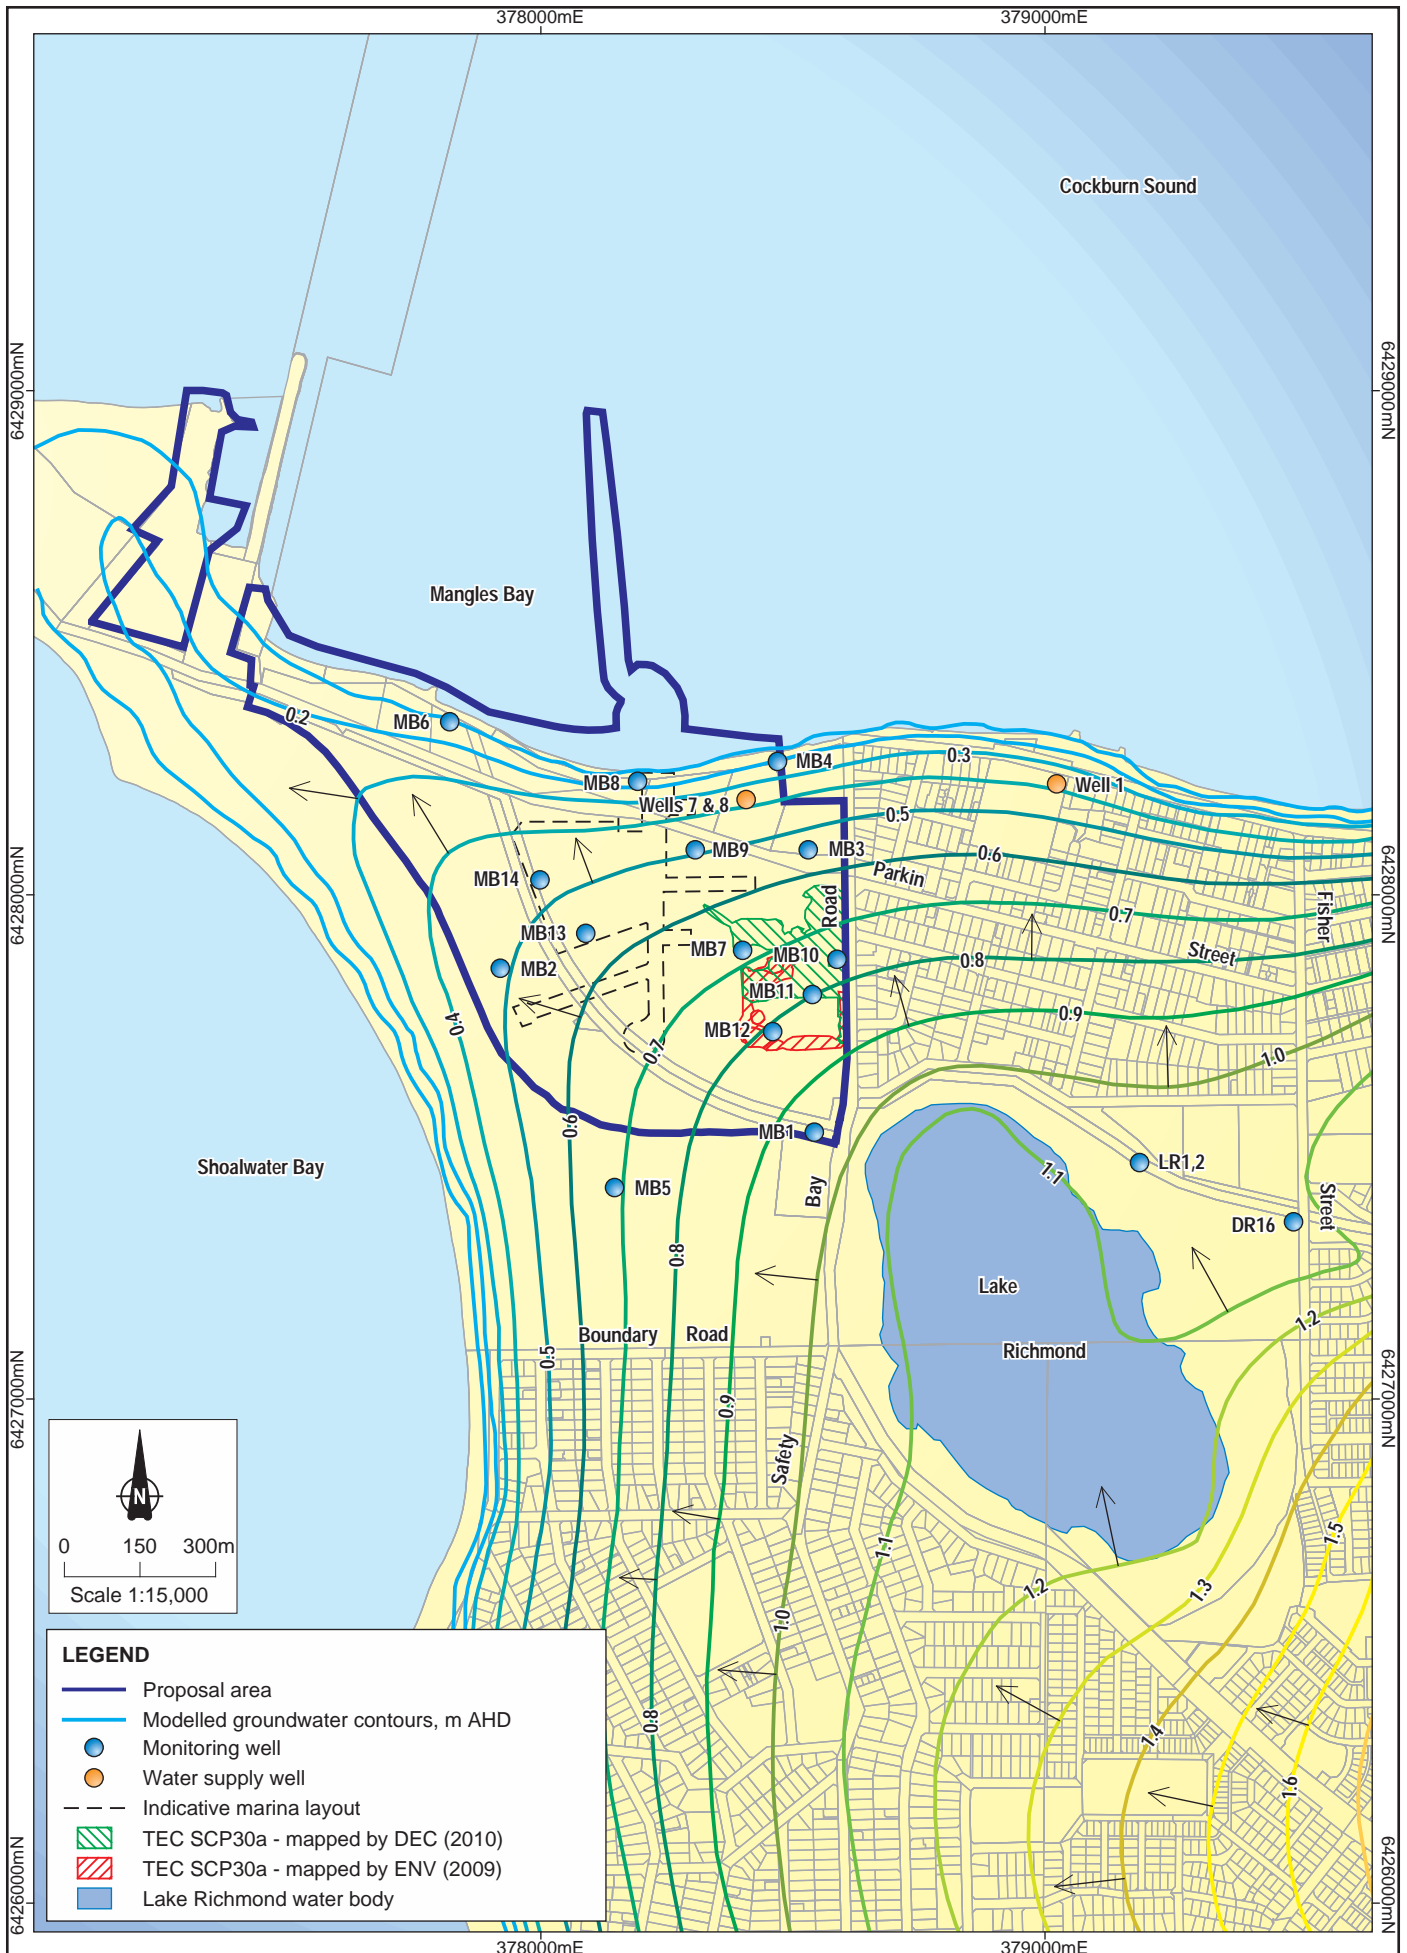 378000mE
379000mE
Cockburn Sound
6429000mN
6429000mN
Mangles Bay
0.2
MB6
MB4
0.3
MB8
Well 1
Wells 7 & 8
0.5
MB9
MB3
0.6
Parkin
MB14
6428000mN
Road
0.7
Fisher
6428000mN
MB13
MB7
MB10
Street
MB2
0.8
MB11
0.4
MB12
0.9
0.7
1.0
0.6
MB1
Shoalwater Bay
1.1
LR1,2
MB5
Bay
Street
DR16
0.8
Lake
Boundary Road
1.2
0.5
Richmond
6427000mN
0.9
6427000mN
Safety
N
0 150 300m
Scale 1:15,000
1.5
1.1
1.2
1.3
1.0
0.8
1.4
1.6
LEGEND
Proposal area
Modelled groundwater contours, m AHD
Monitoring well
Water supply well
Indicative marina layout
TEC SCP30a - mapped by DEC (2010)
TEC SCP30a - mapped by ENV (2009)
Lake Richmond water body
6426000mN
6426000mN
378000mE
379000mE